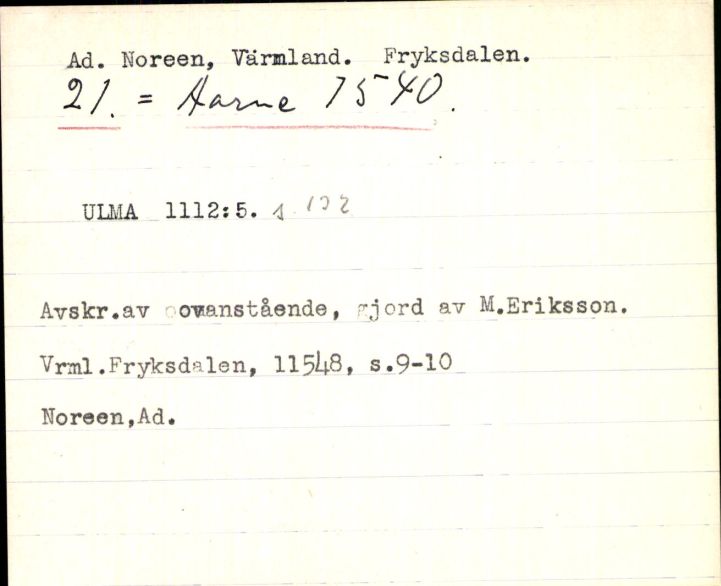 Ad. Noreen, Värmland. Fryksdalen.
21. = Aarne 1540.
ULMA 1112:5.
Avskr.av ovanstående, gjord av M.Eriksson.
Vrml.Fryksdalen, 11548, s.9-10
Noreen,Ad.